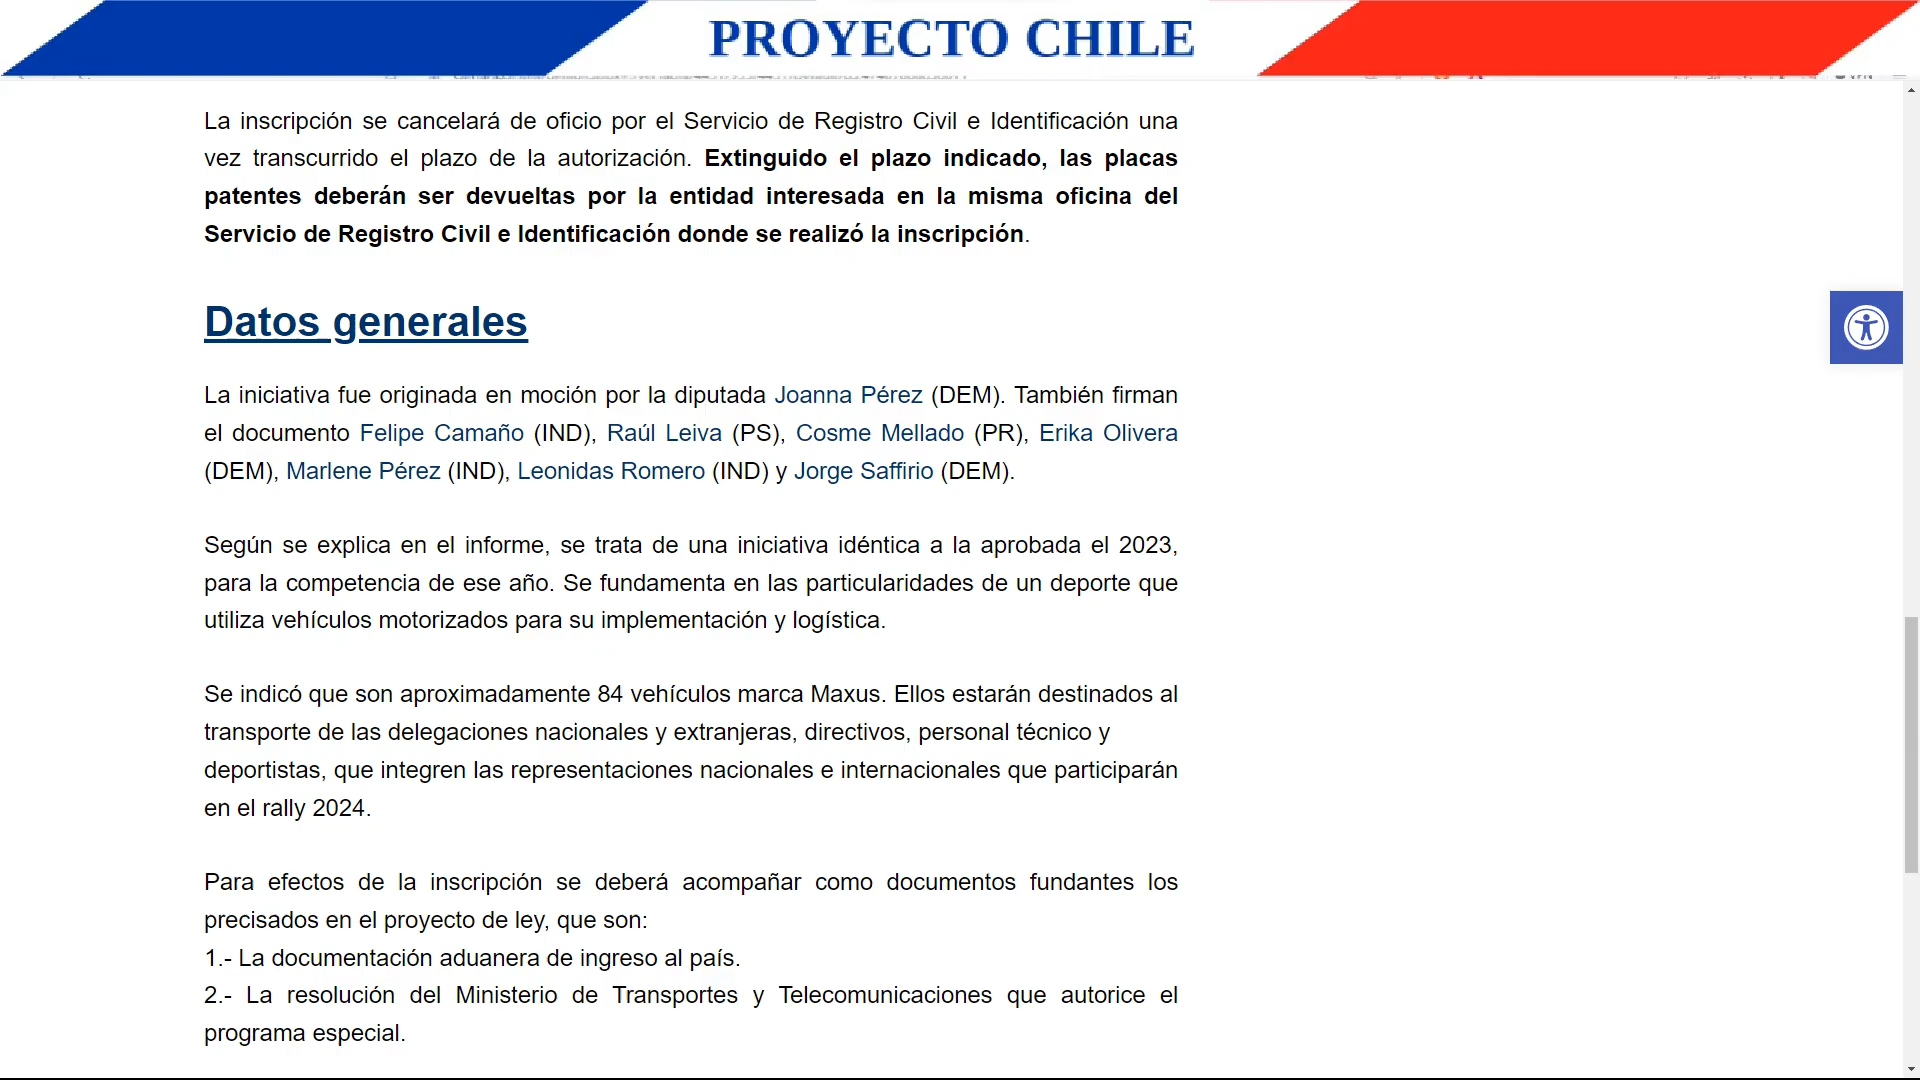 PROYECTO CHILE
La inscripción se cancelará de oficio por el Servicio de Registro Civil e Identificación una
vez transcurrido el plazo de la autorización. Extinguido el plazo indicado, las placas
patentes deberán ser devueltas por la entidad interesada en la misma oficina del
Servicio de Registro Civil e Identificación donde se realizó la inscripción.
Datos generales
La iniciativa fue originada en moción por la diputada Joanna Pérez (DEM). También firman
el documento Felipe Camaño (IND), Raúl Leiva (PS), Cosme Mellado (PR), Erika Olivera
(DEM), Marlene Pérez (IND), Leonidas Romero (IND) y Jorge Saffirio (DEM).
Según se explica en el informe, se trata de una iniciativa idéntica a la aprobada el 2023,
para la competencia de ese año. Se fundamenta en las particularidades de un deporte que
utiliza vehículos motorizados para su implementación y logística.
Se indicó que son aproximadamente 84 vehículos marca Maxus. Ellos estarán destinados al
transporte de las delegaciones nacionales y extranjeras, directivos, personal técnico y
deportistas, que integren las representaciones nacionales e internacionales que participarán
en el rally 2024.
Para efectos de la inscripción se deberá acompañar como documentos fundantes los
precisados en el proyecto de ley, que son:
1.- La documentación aduanera de ingreso al país.
2.- La resolución del Ministerio de Transportes y Telecomunicaciones que autorice el
programa especial.